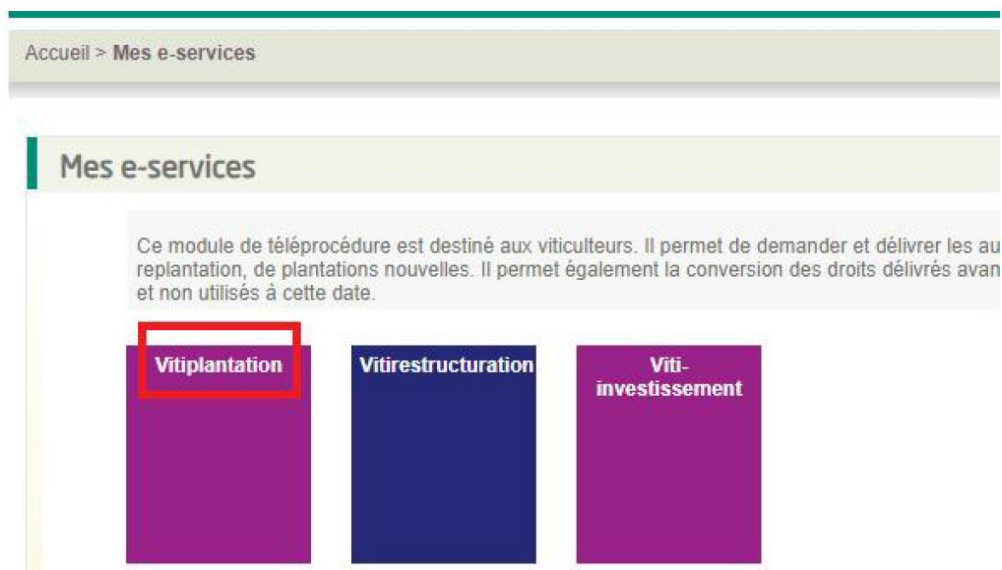 Accueil > Mes e-services
Mes e-services
Ce module de téléprocédure est destiné aux viticulteurs. Il permet de demander et délivrer les au
replantation, de plantations nouvelles. Il permet également la conversion des droits délivrés avan
et non utilisés à cette date.
Vitiplantation
Vitirestructuration
Viti-
investissement